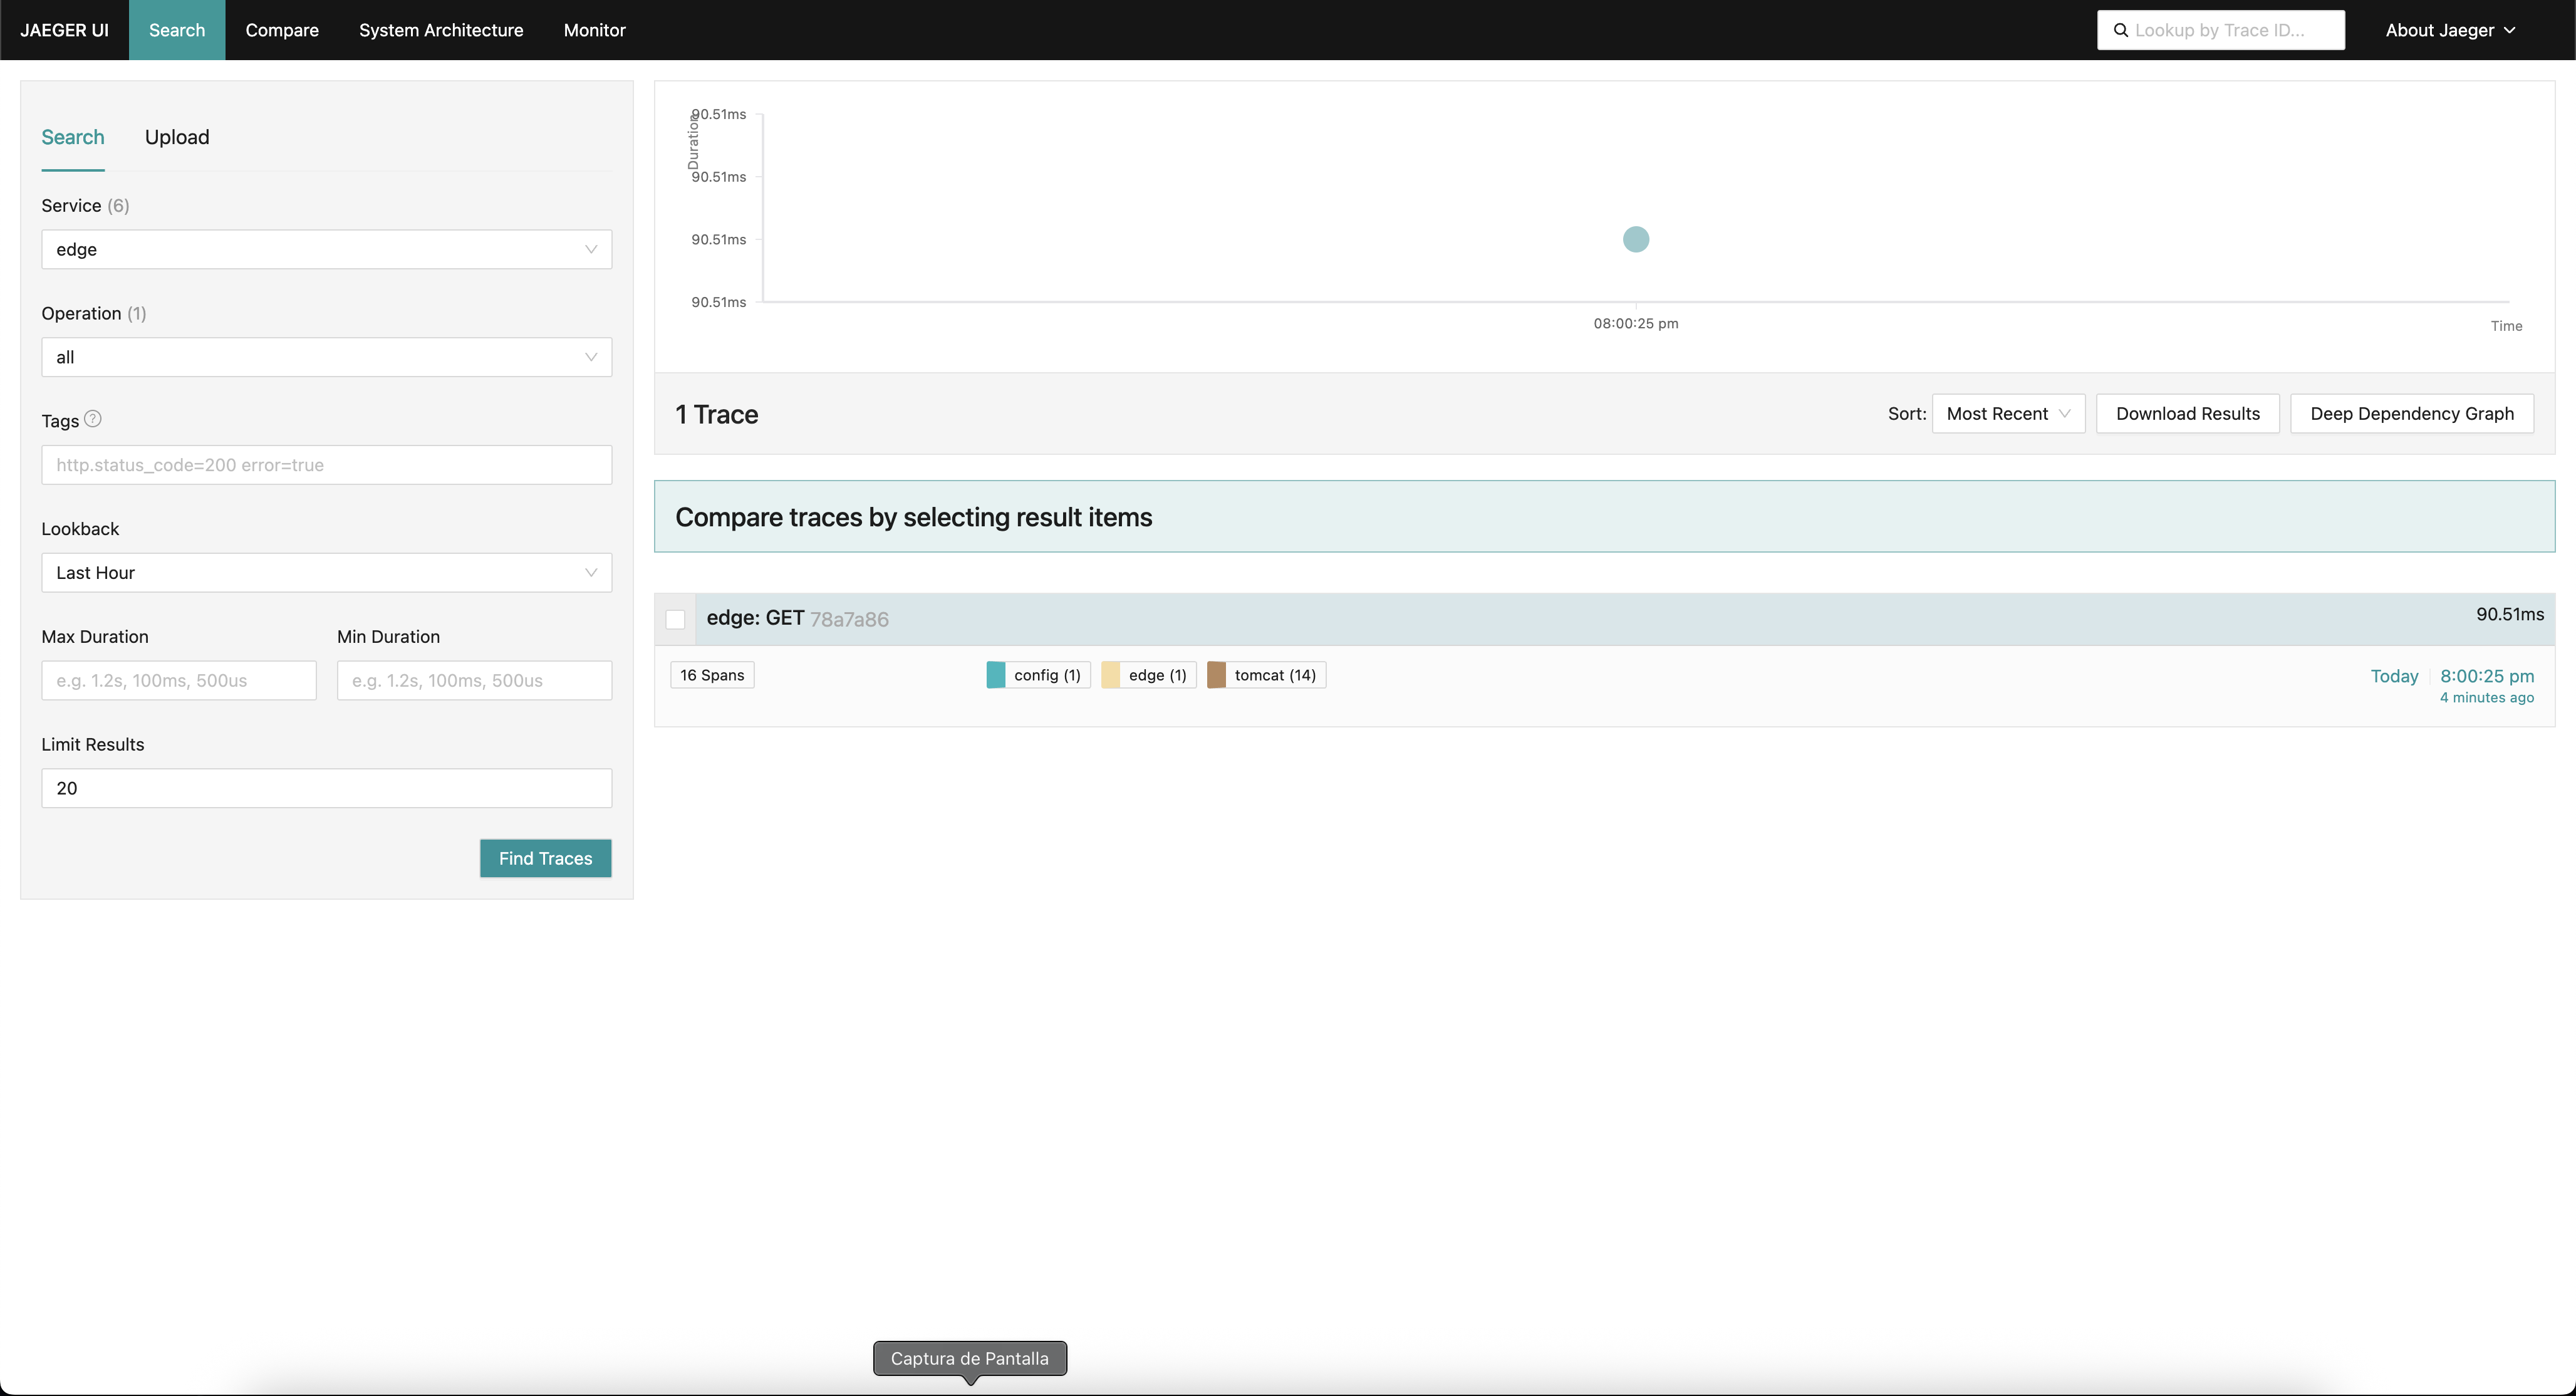 JAEGER UI Search Compare System Architecture Monitor Lookup by Trace ID... About Jaeger
Search Upload
Service (6)
edge
Operation (1)
all
Tags ?
http.status_code=200 error=true
Lookback
Last Hour
Max Duration Min Duration
e.g. 1.2s, 100ms, 500us e.g. 1.2s, 100ms, 500us
Limit Results
20
Find Traces
Duration
90.51ms
90.51ms
90.51ms
90.51ms
08:00:25 pm
Time
1 Trace
Sort: Most Recent Download Results Deep Dependency Graph
Compare traces by selecting result items
edge: GET 78a7a86 90.51ms
16 Spans config (1) edge (1) tomcat (14) Today 8:00:25 pm
4 minutes ago
Captura de Pantalla